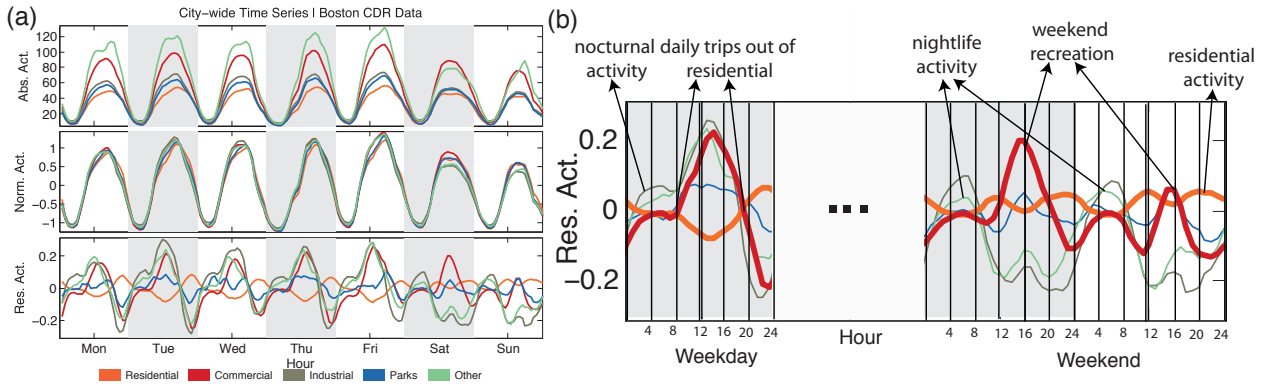 (a)
City-wide Time Series | Boston CDR Data
Abs. Act.
120
100
80
60
40
20
Norm. Act.
1
0.5
0
-0.5
-1
Res. Act.
0.2
0
-0.2
Mon Tue Wed Thu Fri Sat Sun
Hour
Residential Commercial Industrial Parks Other
(b)
nocturnal
activity
daily trips out of
residential
nightlife
activity
weekend
recreation
residential
activity
Res. Act.
0.2
0
−0.2
4 8 12 12 16 20 24
Weekday
Hour
4 8 12 16 20 24 4 8 12 16 20 24
Weekend